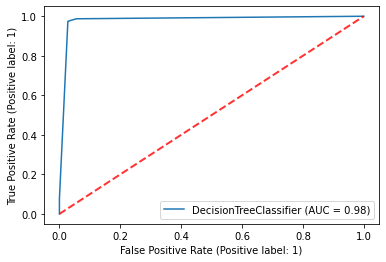 1.0
0.8
0.6
0.4
0.2
0.0
True Positive Rate (Positive label: 1)
DecisionTreeClassifier (AUC = 0.98)
0.0 0.2 0.4 0.6 0.8 1.0
False Positive Rate (Positive label: 1)